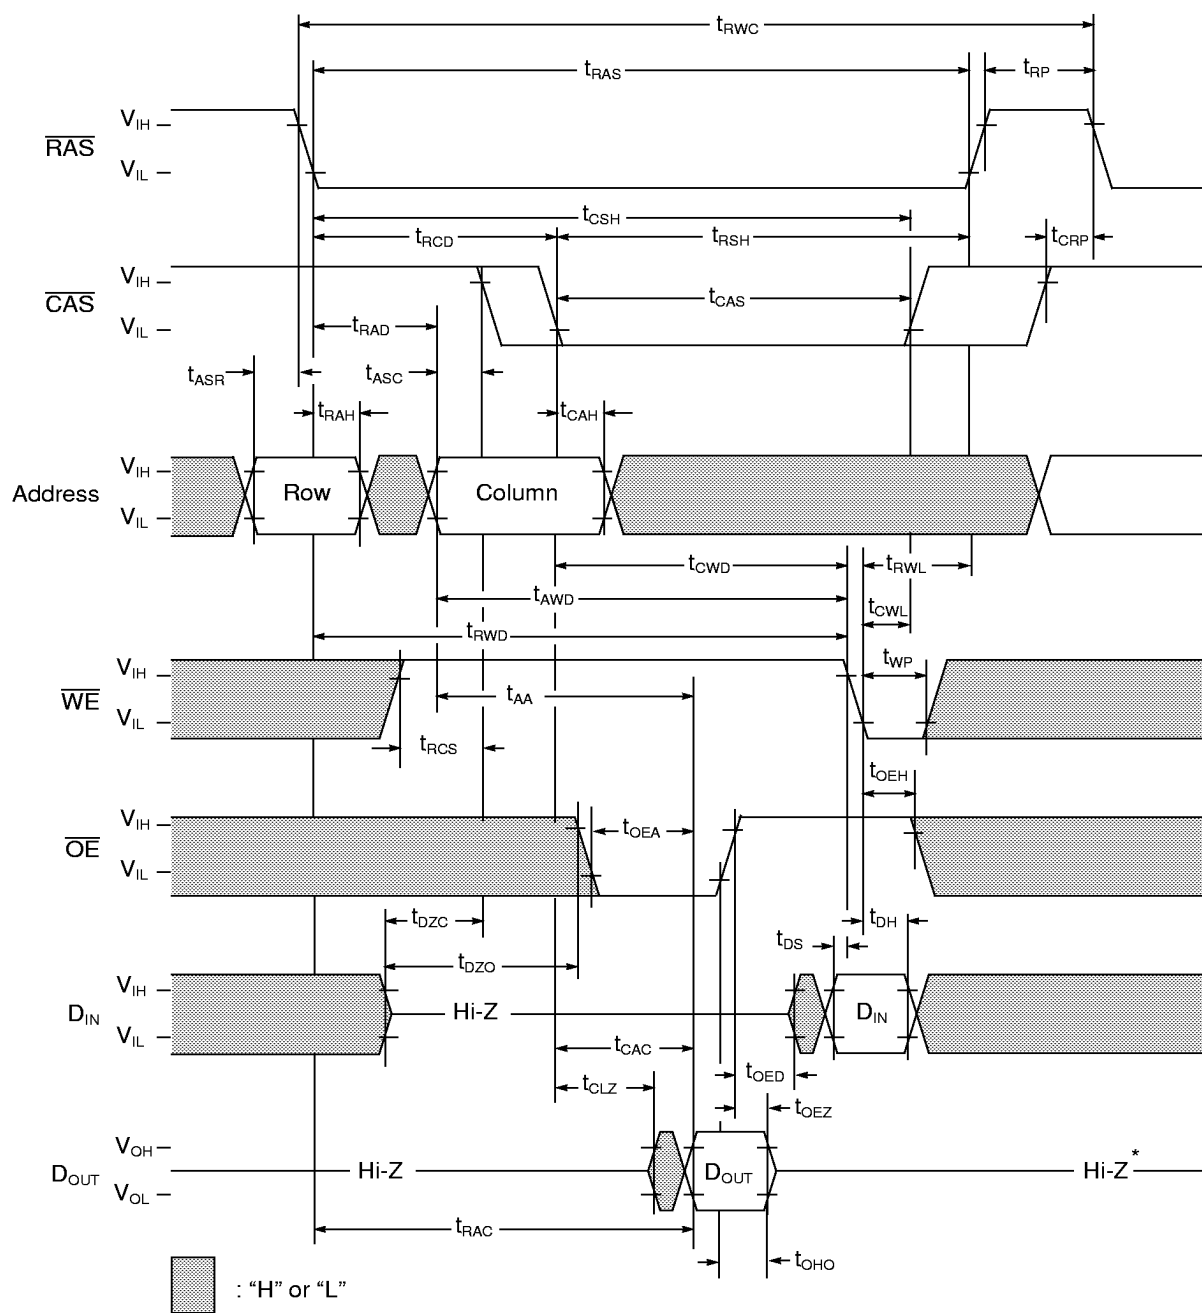 tRWC
tRAS
tRP
RAS
VIH
VIL
tCSH
tRCD
tRSH
tCRP
CAS
VIH
VIL
tCAS
tRAD
tASR
tASC
tRAH
tCAH
Address
VIH
VIL
Row
Column
tCWD
tRWL
tAWD
tCWL
tRWD
WE
VIH
VIL
tWP
tAA
tRCS
tOEH
OE
VIH
VIL
tOEA
tDZC
tDH
tDS
tDZO
DIN
VIH
VIL
Hi-Z
DIN
tCAC
tOED
tCLZ
tOEZ
DOUT
VOH
VOL
Hi-Z
DOUT
Hi-Z*
tRAC
tOHO
: “H” or “L”